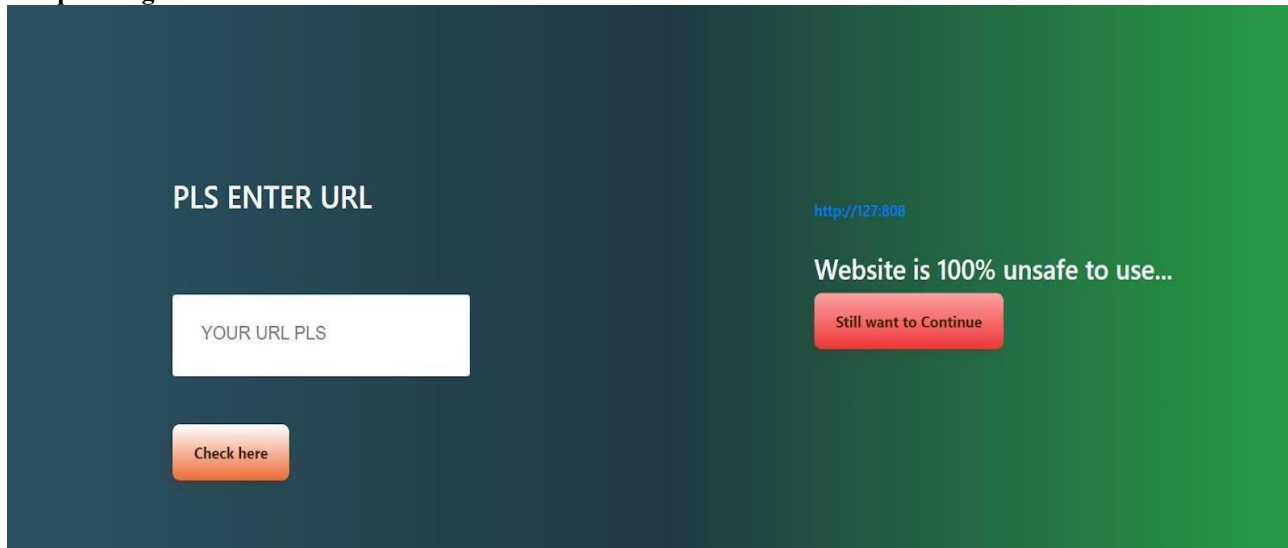 PLS ENTER URL
YOUR URL PLS
Check here
http://127:808
Website is 100% unsafe to use...
Still want to Continue